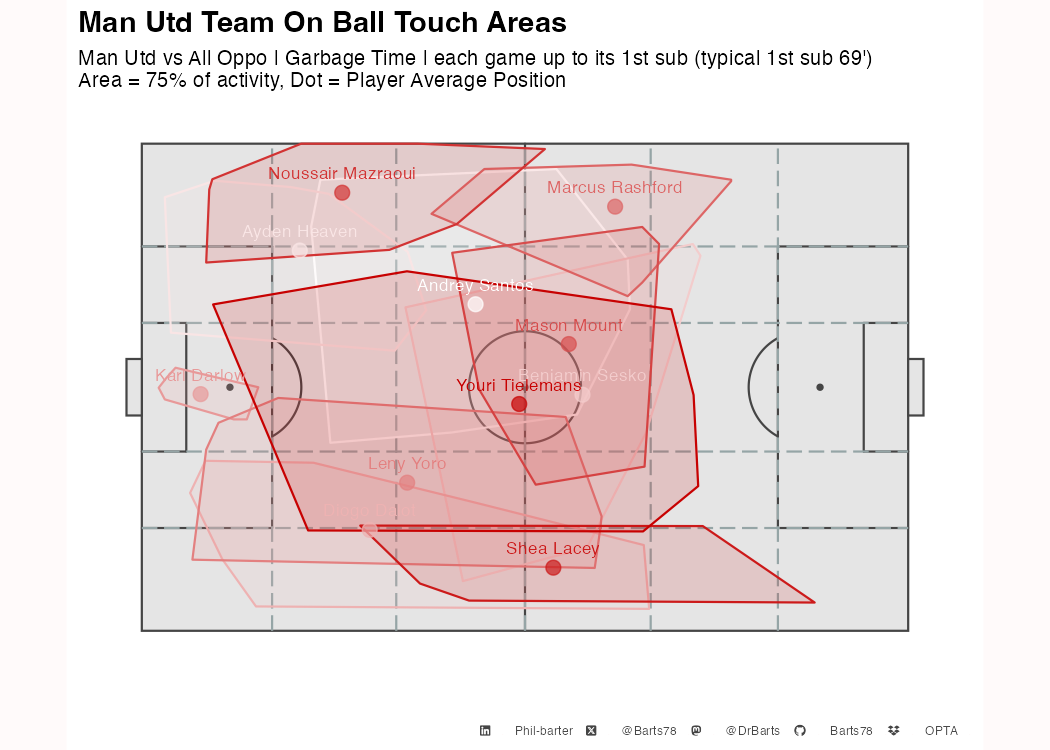 Man Utd Team On Ball Touch Areas
Man Utd vs All Oppo | Garbage Time | each game up to its 1st sub (typical 1st sub 69')
Area = 75% of activity, Dot = Player Average Position
Noussair Mazraoui
Marcus Rashford
Ayden Heaven
Andrey Santos
Mason Mount
Karl Darlow
Benjamin Sesko
Youri Tielemans
Leny Yoro
Shea Lacey
Phil-barter @Barts78 @DrBarts Barts78 OPTA